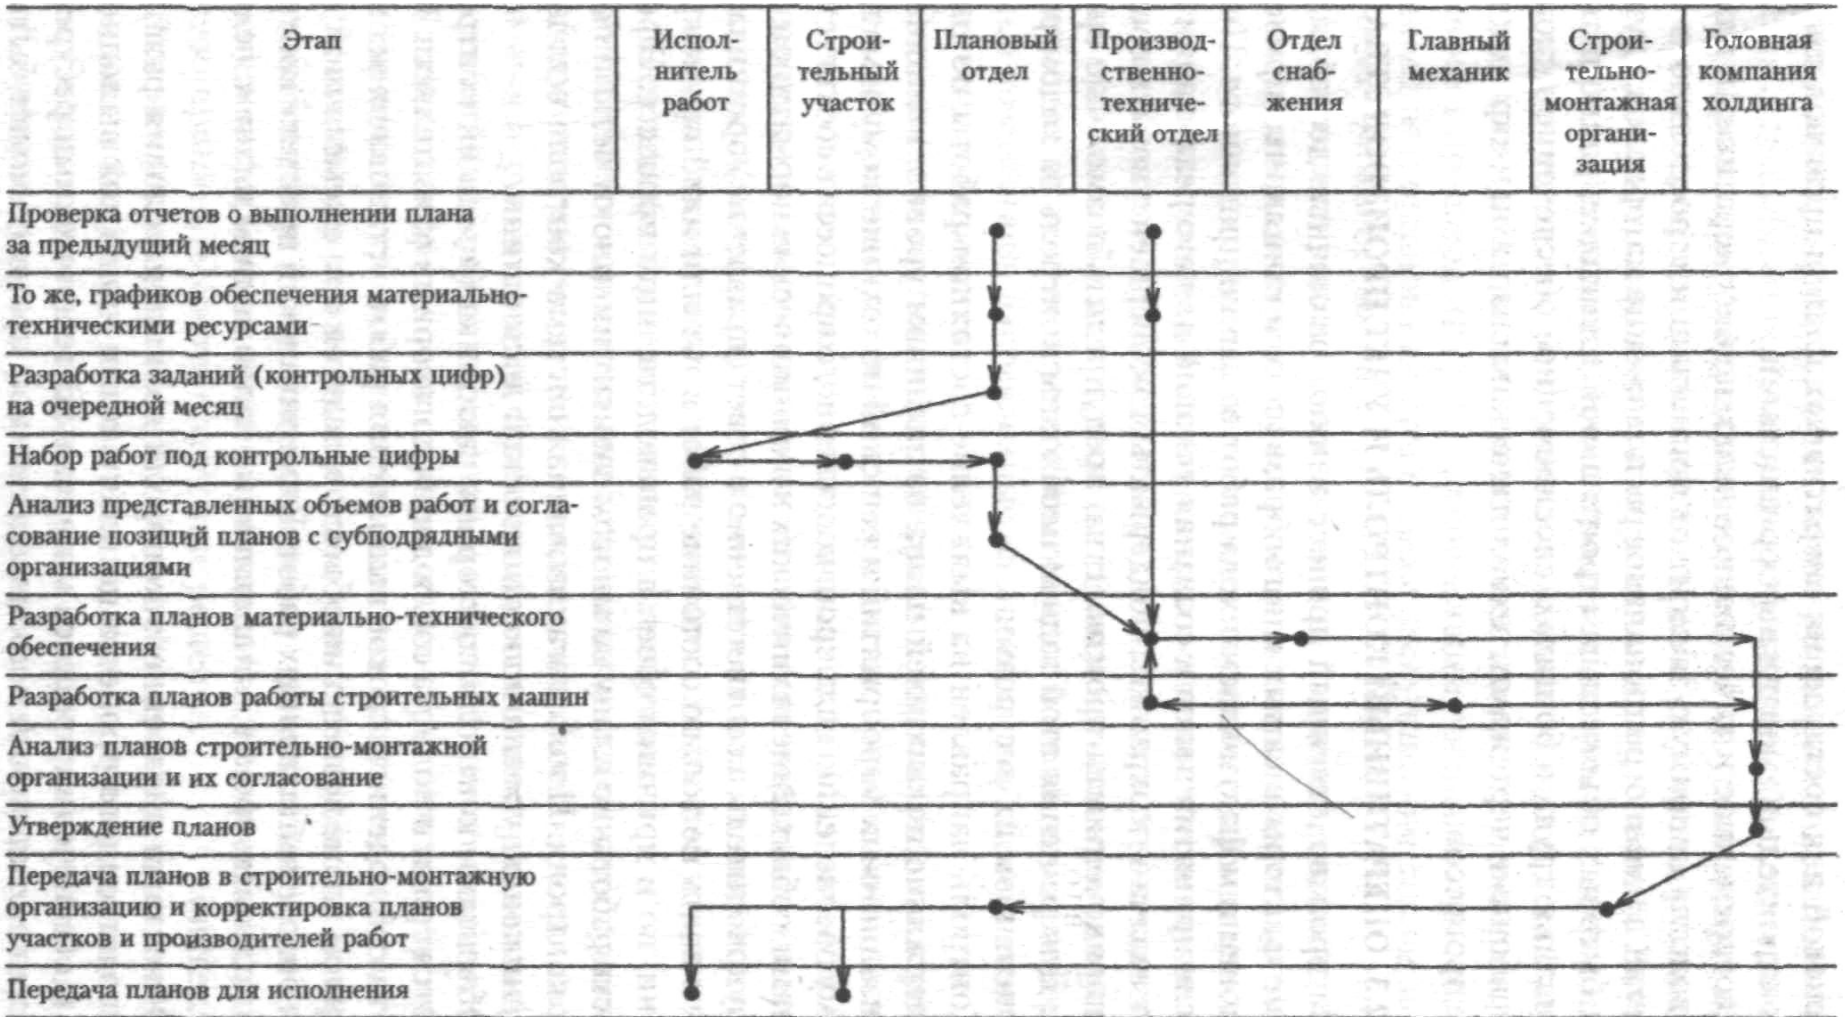 Этап
Испол-
нитель
работ
Строи-
тельный
участок
Плановый
отдел
Производ-
ственно-
техниче-
ский отдел
Отдел
снаб-
жения
Главный
механик
Строи-
тельно-
монтажная
органи-
зация
Головная
компания
холдинга
Проверка отчетов о выполнении плана
за предыдущий месяц
То же, графиков обеспечения материально-
техническими ресурсами
Разработка заданий (контрольных цифр)
на очередной месяц
Набор работ под контрольные цифры
Анализ представленных объемов работ и согла-
сование позиций планов с субподрядными
организациями
Разработка планов материально-технического
обеспечения
Разработка планов работы строительных машин
Анализ планов строительно-монтажной
организации и их согласование
Утверждение планов
Передача планов в строительно-монтажную
организацию и корректировка планов
участков и производителей работ
Передача планов для исполнения